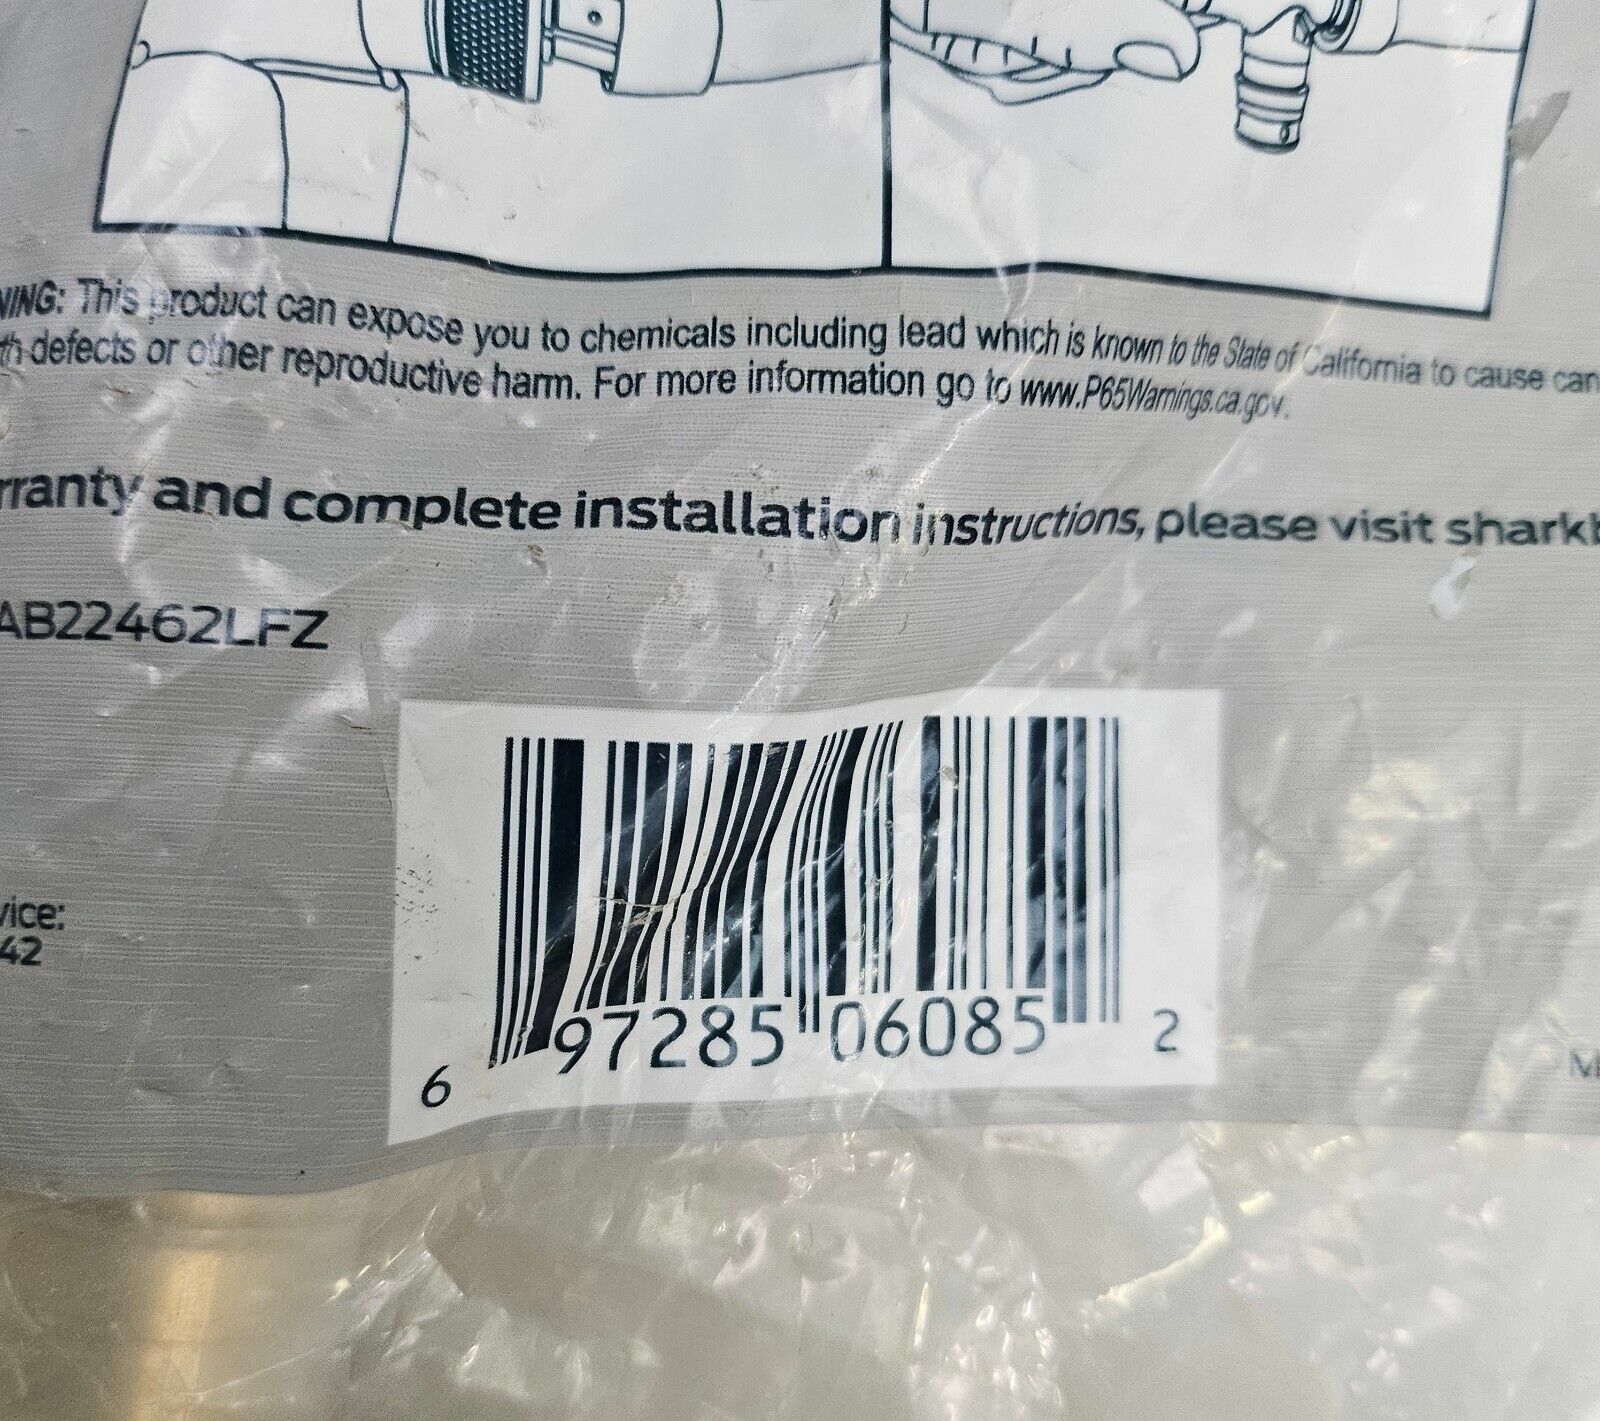 NING: This product can expose you to chemicals including lead which is known to the State of California to cause can
th defects or other reproductive harm. For more information go to www.P65Warnings.ca.gov.
rranty and complete installation instructions, please visit sharkb
AB22462LFZ
vice:
42
6 97285 06085 2
M